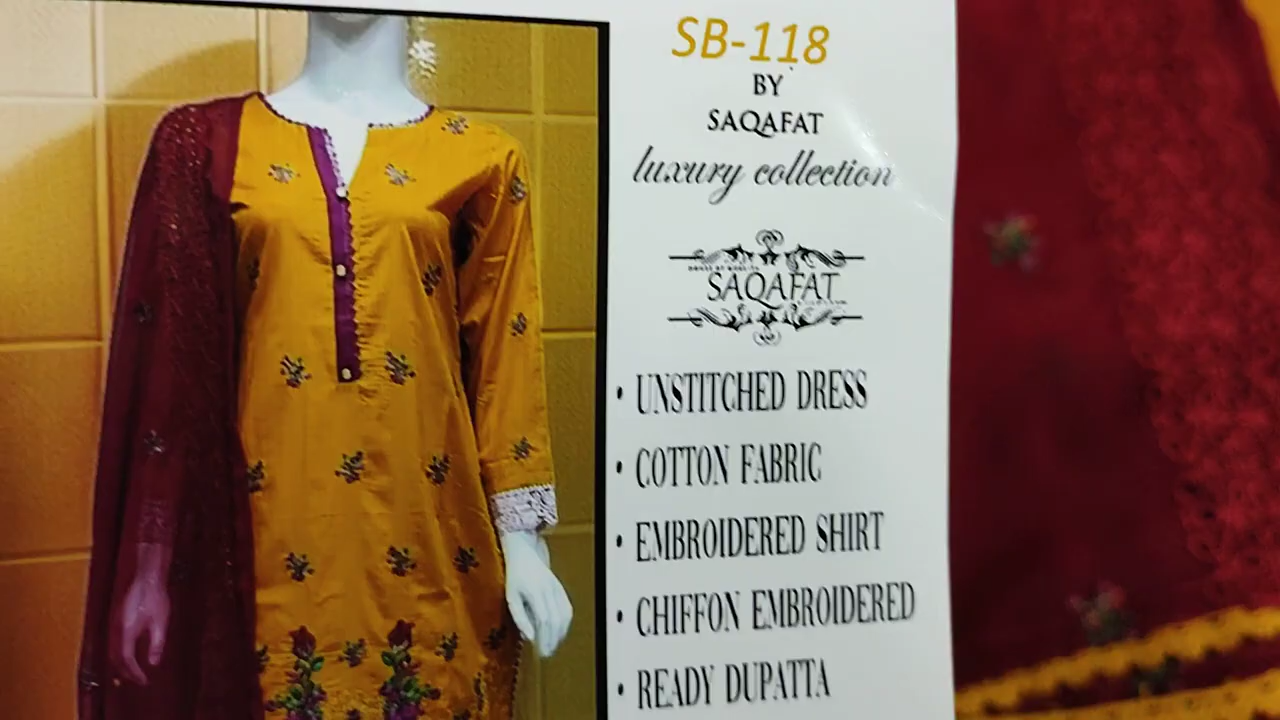 SB-118
BY
SAQAFAT
luxury collection
SAQAFAT
• UNSTITCHED DRESS
• COTTON FABRIC
• EMBROIDERED SHIRT
• CHIFFON EMBROIDERED
• READY DUPATTA